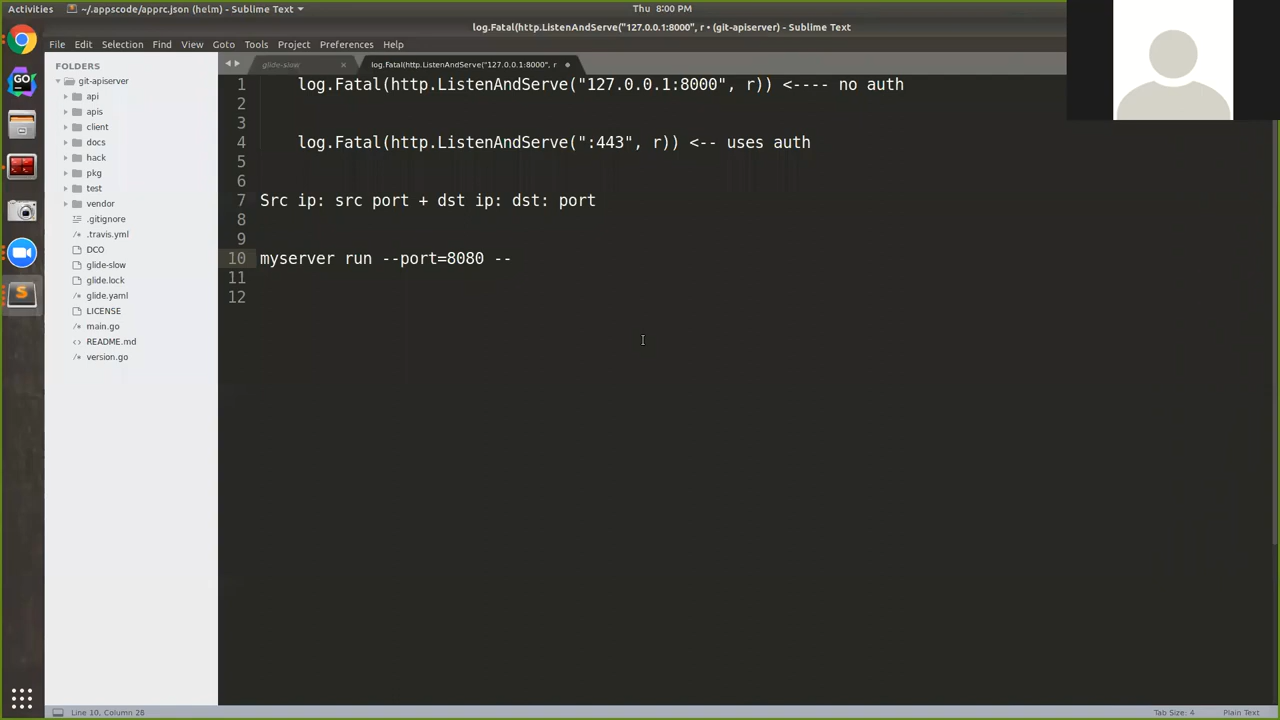 Activities
~/.appscode/apprc.json (helm) - Sublime Text
Thu 8:00 PM
log.Fatal(http.ListenAndServe("127.0.0.1:8000", r • (git-apiserver) - Sublime Text
File Edit Selection Find View Goto Tools Project Preferences Help
FOLDERS
git-apiserver
api
apis
client
docs
hack
pkg
test
vendor
.gitignore
.travis.yml
DCO
glide-slow
glide.lock
glide.yaml
LICENSE
main.go
README.md
version.go
glide-slow
log.Fatal(http.ListenAndServe("127.0.0.1:8000", r
1 log.Fatal(http.ListenAndServe("127.0.0.1:8000", r)) <---- no auth
2
3
4 log.Fatal(http.ListenAndServe(":443", r)) <-- uses auth
5
6
7 Src ip: src port + dst ip: dst: port
8
9
10 myserver run --port=8080 --
11
12
Line 10, Column 28
Tab Size: 4
Plain Text